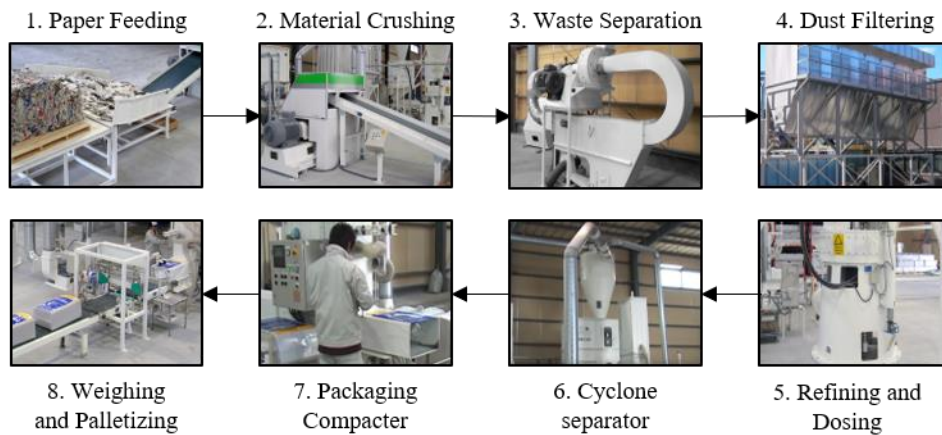 1. Paper Feeding
2. Material Crushing
3. Waste Separation
4. Dust Filtering
8. Weighing
and Palletizing
7. Packaging
Compacter
6. Cyclone
separator
5. Refining and
Dosing